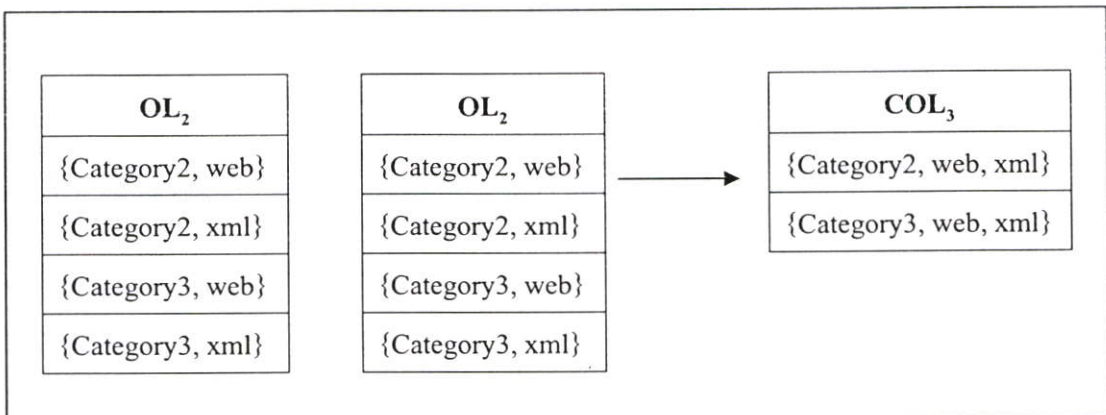 OL₂
{Category2, web}
{Category2, xml}
{Category3, web}
{Category3, xml}
OL₂
{Category2, web}
{Category2, xml}
{Category3, web}
{Category3, xml}
COL₃
{Category2, web, xml}
{Category3, web, xml}